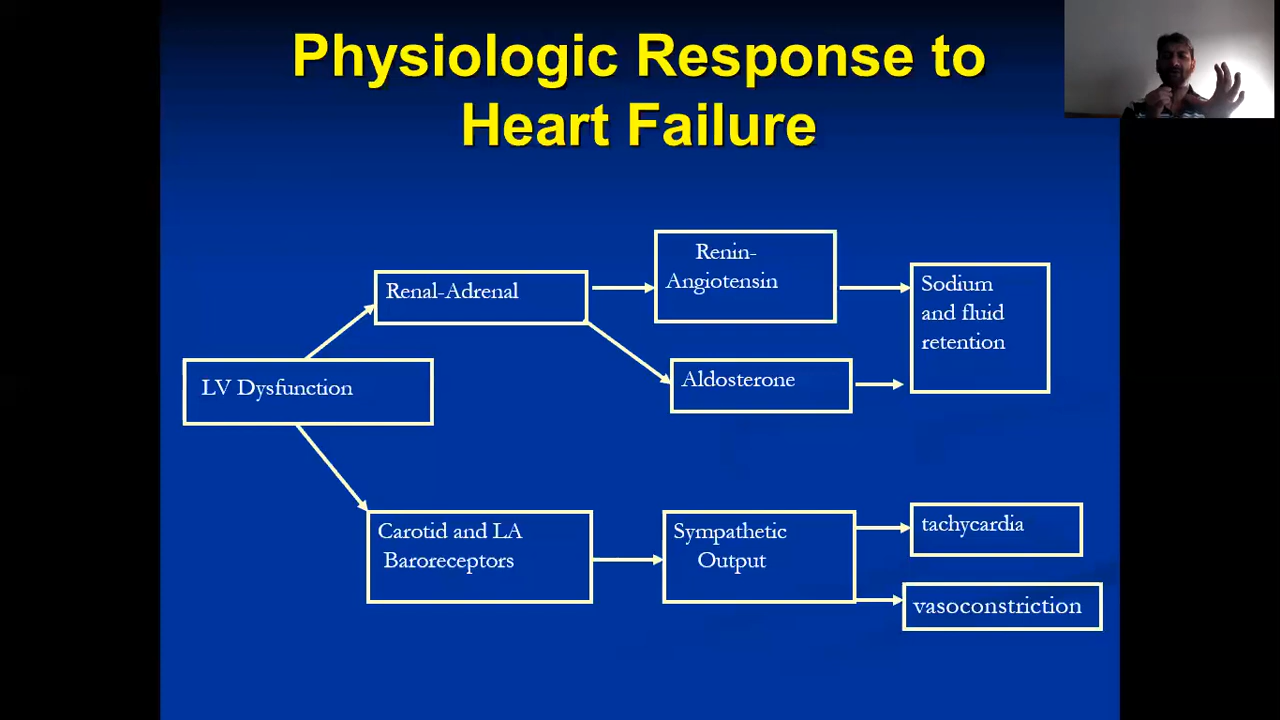 Physiologic Response to
Heart Failure
Renin-
Angiotensin
Renal-Adrenal
Sodium
and fluid
retention
LV Dysfunction
Aldosterone
Carotid and LA
Baroreceptors
Sympathetic
Output
tachycardia
vasoconstriction